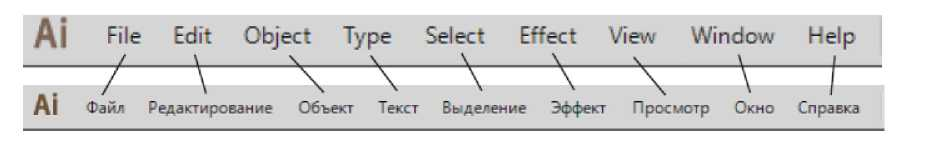 Ai File Edit Object Type Select Effect View Window Help
Ai Файл Редактирование Объект Текст Выделение Эффект Просмотр Окно Справка